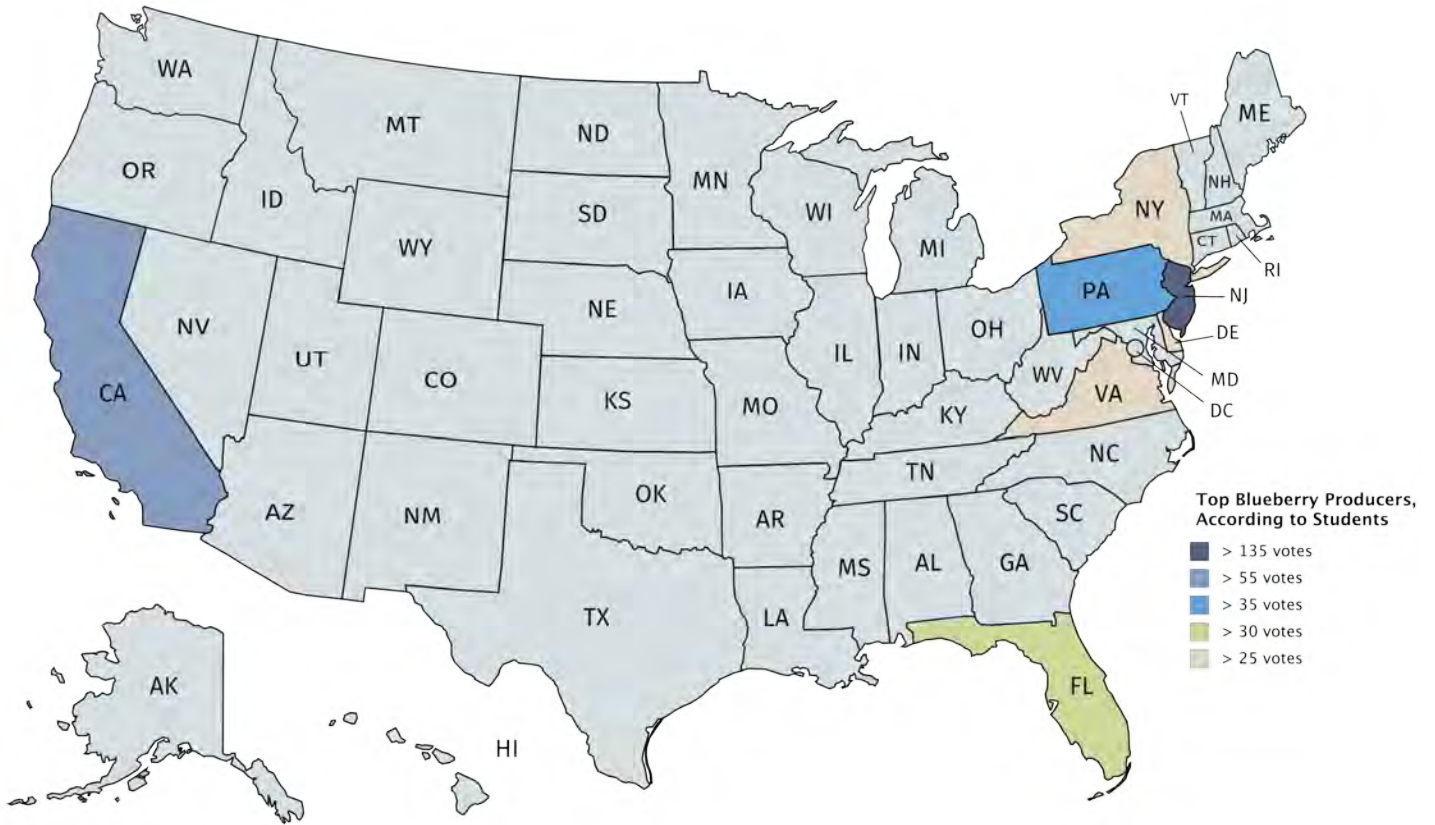 WA
MT
ND
MN
OR
ID
WY
SD
WI
MI
VT
ME
NH
NY
MA
CT
RI
NV
UT
CO
NE
IA
IL
IN
OH
PA
NJ
DE
MD
DC
CA
KS
MO
KY
WV
VA
AZ
NM
OK
AR
TN
NC
SC
MS
AL
GA
TX
LA
FL
AK
HI
Top Blueberry Producers,
According to Students
> 135 votes
> 55 votes
> 35 votes
> 30 votes
> 25 votes